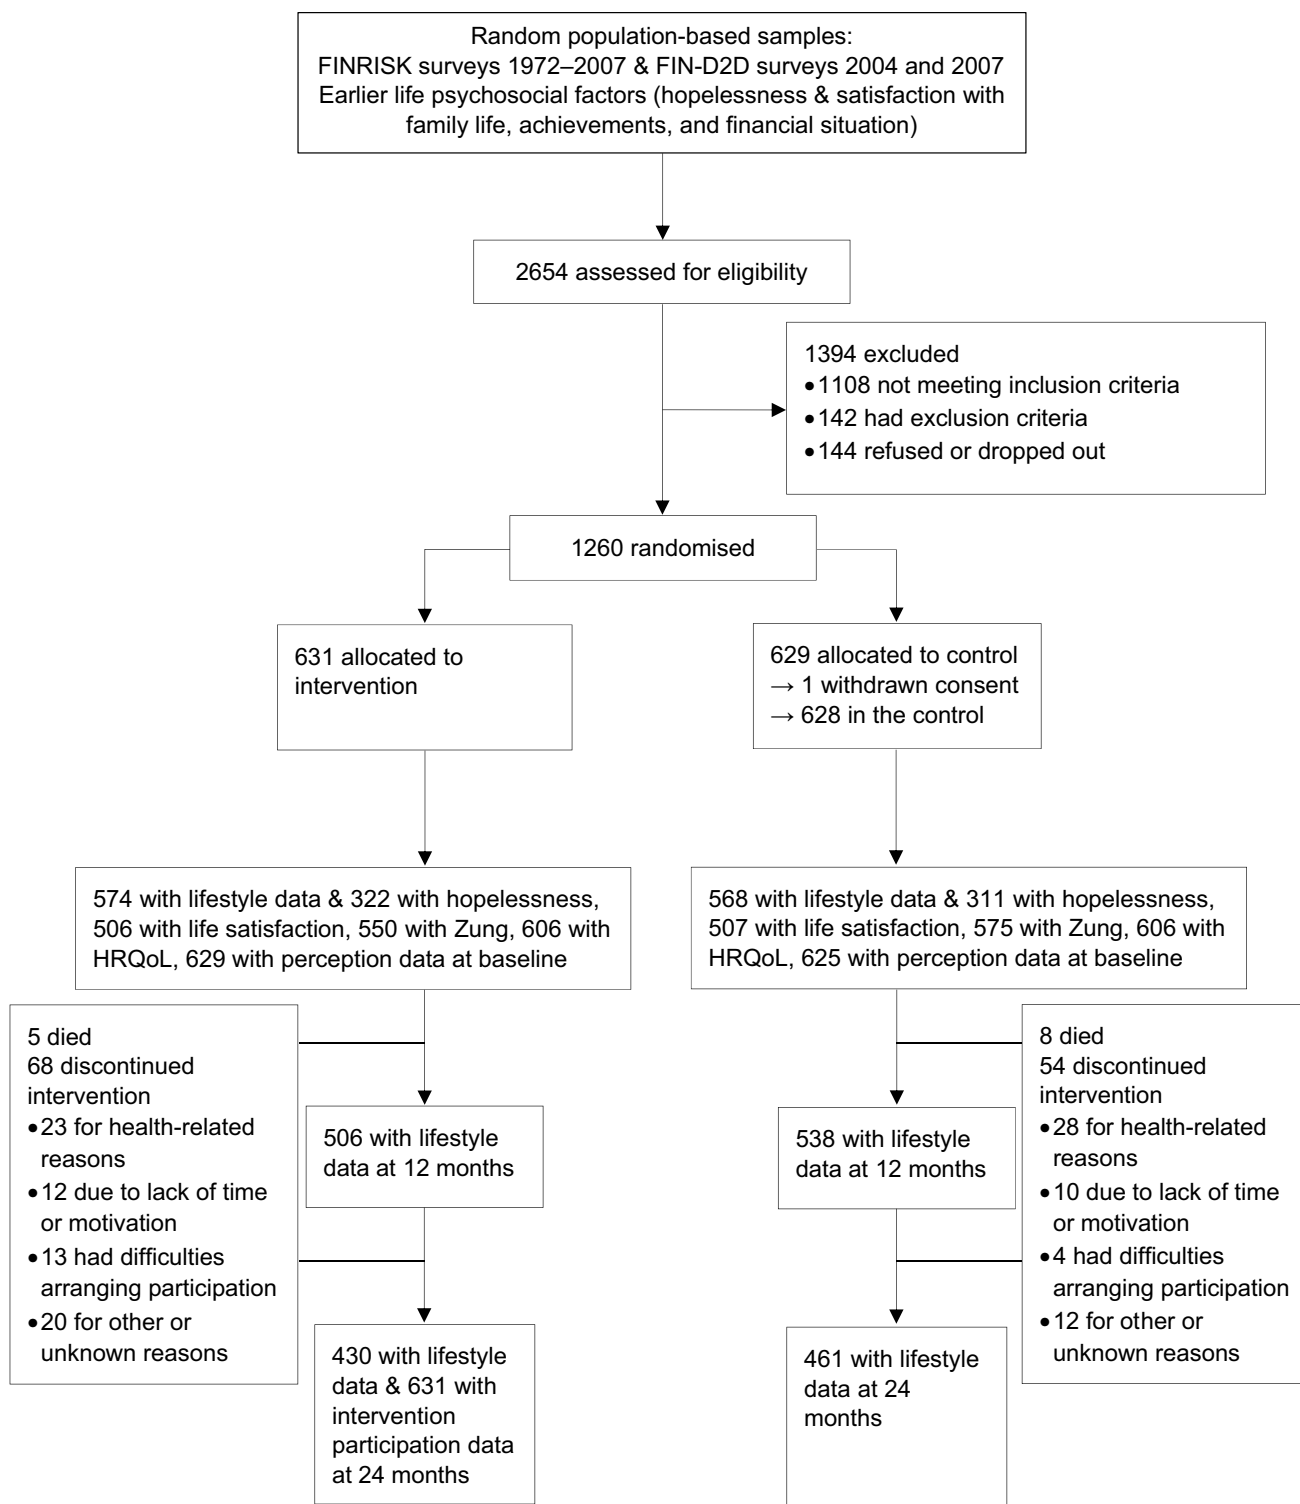 Random population-based samples:
FINRISK surveys 1972–2007 & FIN-D2D surveys 2004 and 2007
Earlier life psychosocial factors (hopelessness & satisfaction with
family life, achievements, and financial situation)
2654 assessed for eligibility
1394 excluded
•1108 not meeting inclusion criteria
•142 had exclusion criteria
•144 refused or dropped out
1260 randomised
631 allocated to
intervention
629 allocated to control
→ 1 withdrawn consent
→ 628 in the control
574 with lifestyle data & 322 with hopelessness,
506 with life satisfaction, 550 with Zung, 606 with
HRQoL, 629 with perception data at baseline
568 with lifestyle data & 311 with hopelessness,
507 with life satisfaction, 575 with Zung, 606 with
HRQoL, 625 with perception data at baseline
5 died
68 discontinued
intervention
•23 for health-related
reasons
•12 due to lack of time
or motivation
•13 had difficulties
arranging participation
•20 for other or
unknown reasons
506 with lifestyle
data at 12 months
538 with lifestyle
data at 12 months
8 died
54 discontinued
intervention
•28 for health-related
reasons
•10 due to lack of time
or motivation
•4 had difficulties
arranging participation
•12 for other or
unknown reasons
430 with lifestyle
data & 631 with
intervention
participation data
at 24 months
461 with lifestyle
data at 24
months